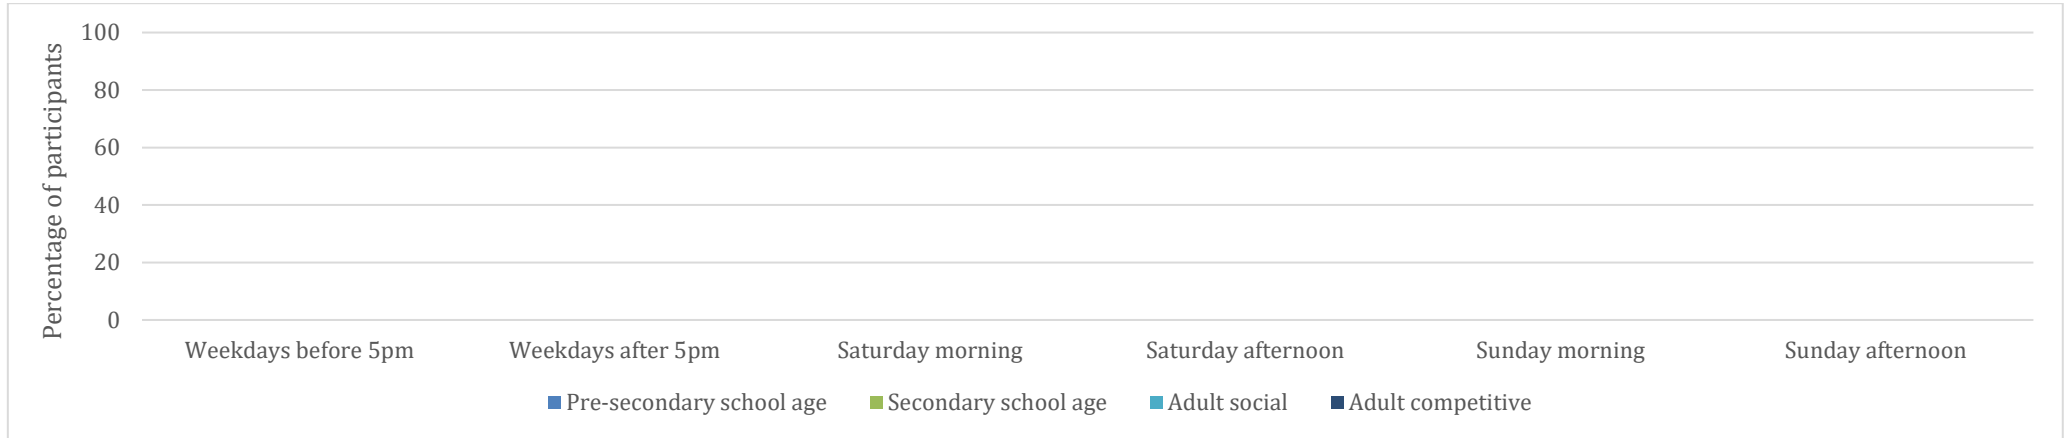 Percentage of participants
100
80
60
40
20
0
Weekdays before 5pm Weekdays after 5pm Saturday morning Saturday afternoon Sunday morning Sunday afternoon
Pre-secondary school age Secondary school age Adult social Adult competitive